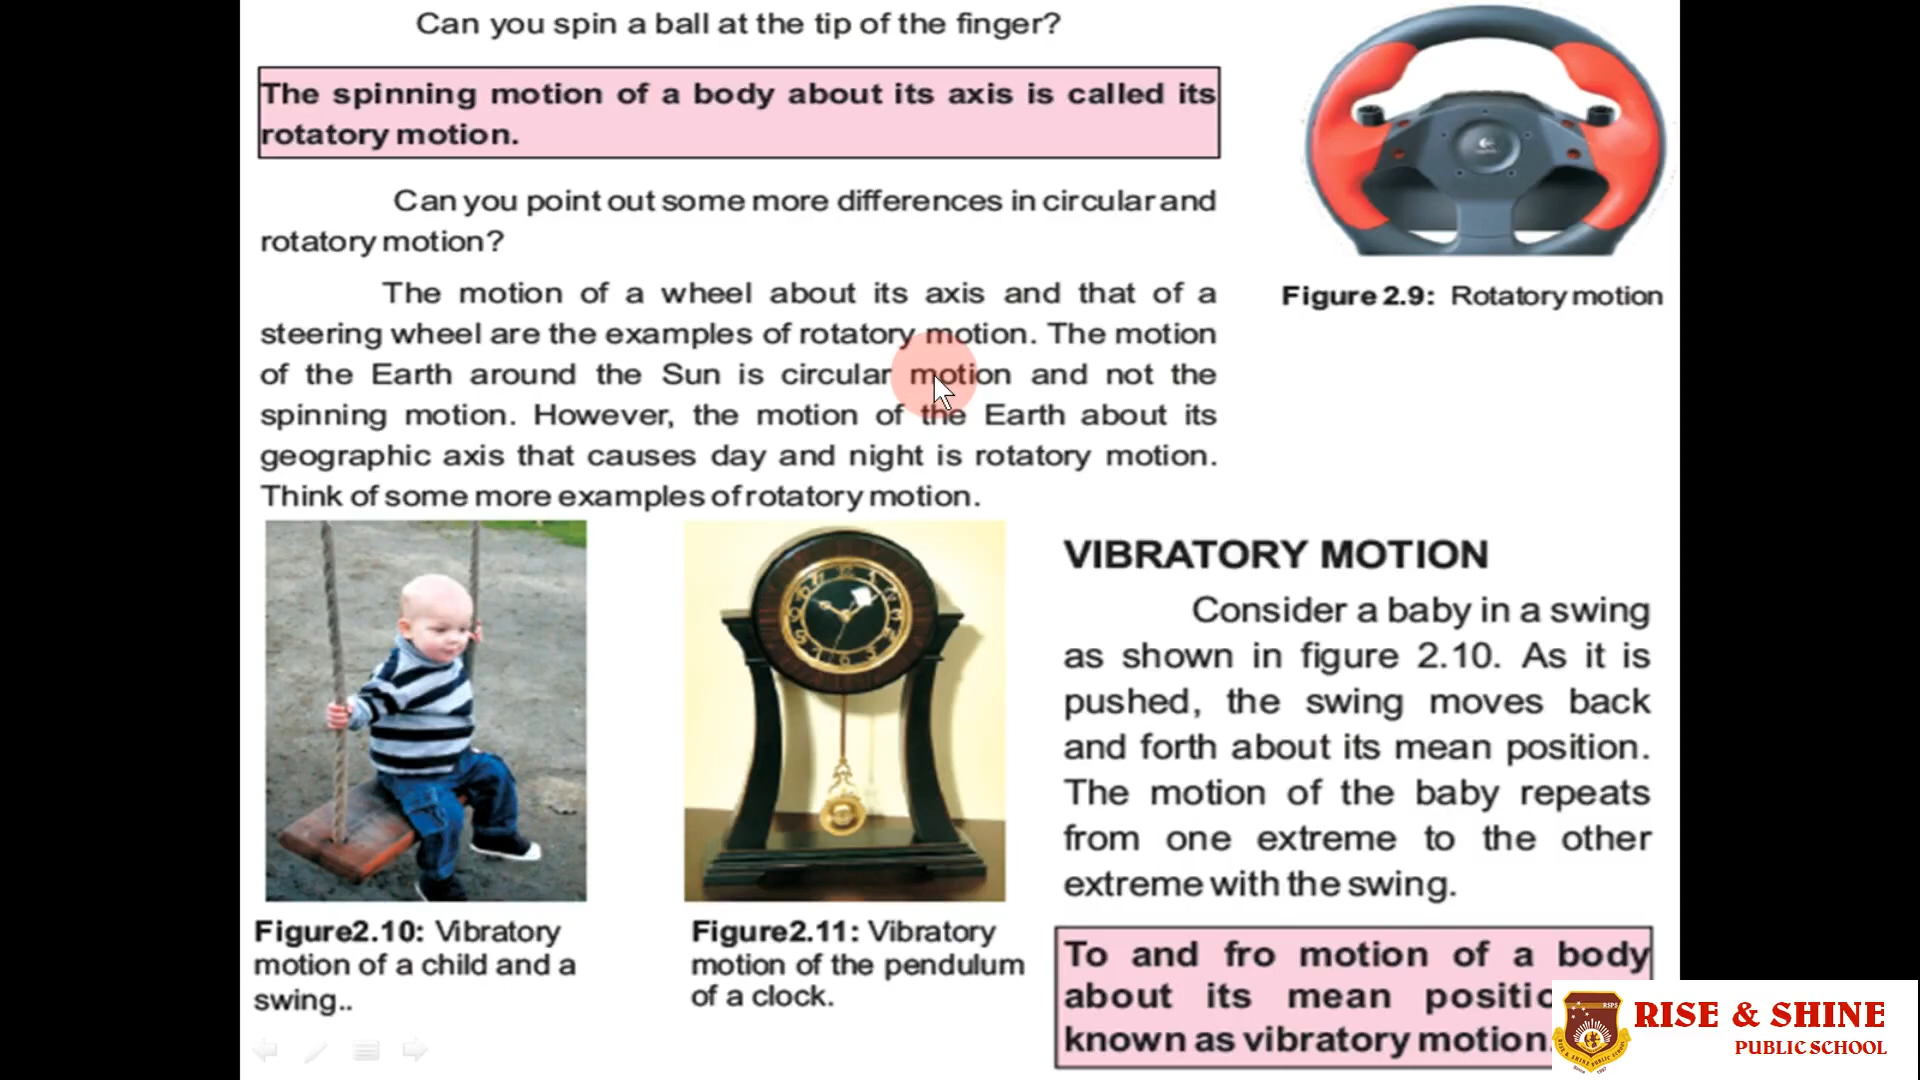 Can you spin a ball at the tip of the finger?
The spinning motion of a body about its axis is called its
rotatory motion.
Can you point out some more differences in circular and
rotatory motion?
The motion of a wheel about its axis and that of a
steering wheel are the examples of rotatory motion. The motion
of the Earth around the Sun is circular motion and not the
spinning motion. However, the motion of the Earth about its
geographic axis that causes day and night is rotatory motion.
Think of some more examples of rotatory motion.
Figure 2.9: Rotatory motion
Figure2.10: Vibratory
motion of a child and a
swing..
Figure2.11: Vibratory
motion of the pendulum
of a clock.
VIBRATORY MOTION
Consider a baby in a swing
as shown in figure 2.10. As it is
pushed, the swing moves back
and forth about its mean position.
The motion of the baby repeats
from one extreme to the other
extreme with the swing.
To and fro motion of a body
about its mean
known as vibratory motion.
RISE & SHINE
PUBLIC SCHOOL